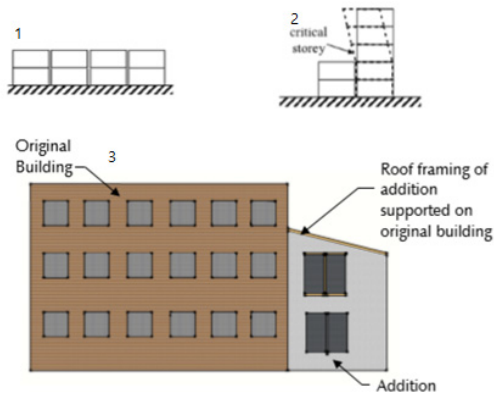 1
2
critical
storey
3
Original
Building
Roof framing of
addition
supported on
original building
Addition